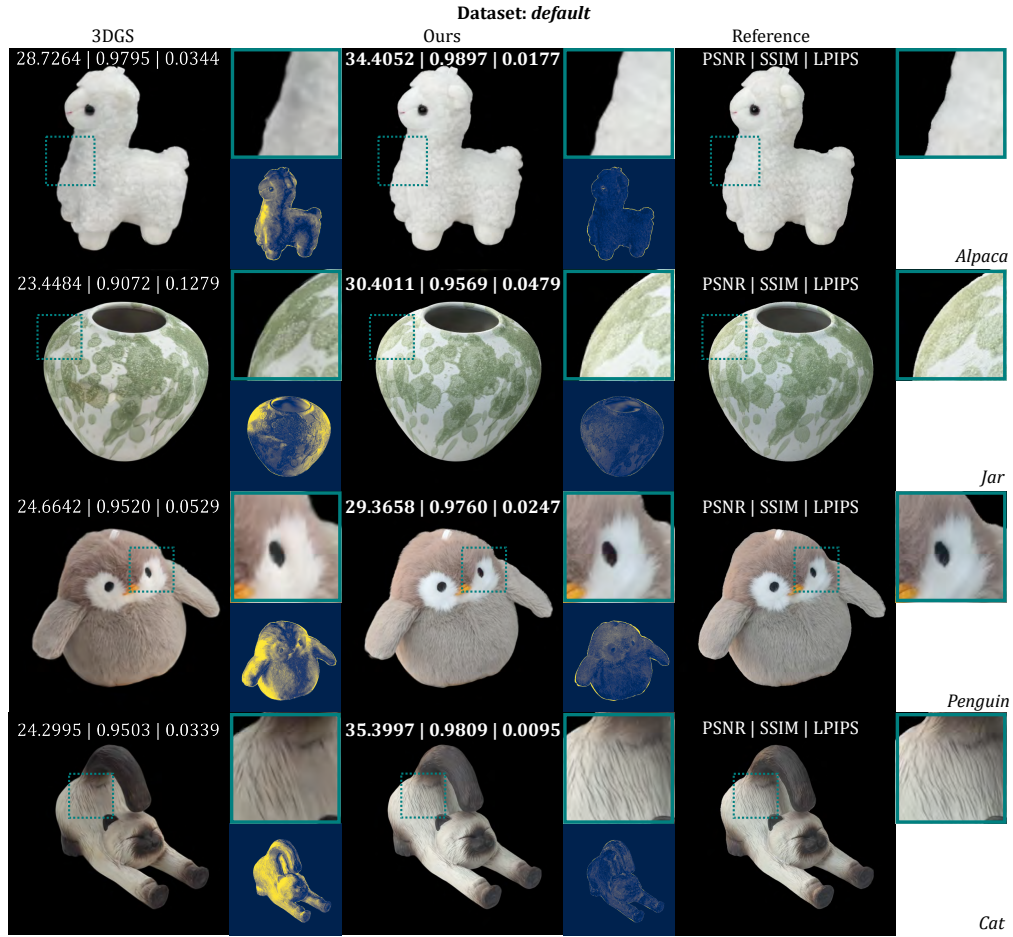 Dataset: default
3DGS Ours Reference
28.7264 | 0.9795 | 0.0344 34.4052 | 0.9897 | 0.0177 PSNR | SSIM | LPIPS
Alpaca
23.4484 | 0.9072 | 0.1279 30.4011 | 0.9569 | 0.0479 PSNR | SSIM | LPIPS
Jar
24.6642 | 0.9520 | 0.0529 29.3658 | 0.9760 | 0.0247 PSNR | SSIM | LPIPS
Penguin
24.2995 | 0.9503 | 0.0339 35.3997 | 0.9809 | 0.0095 PSNR | SSIM | LPIPS
Cat